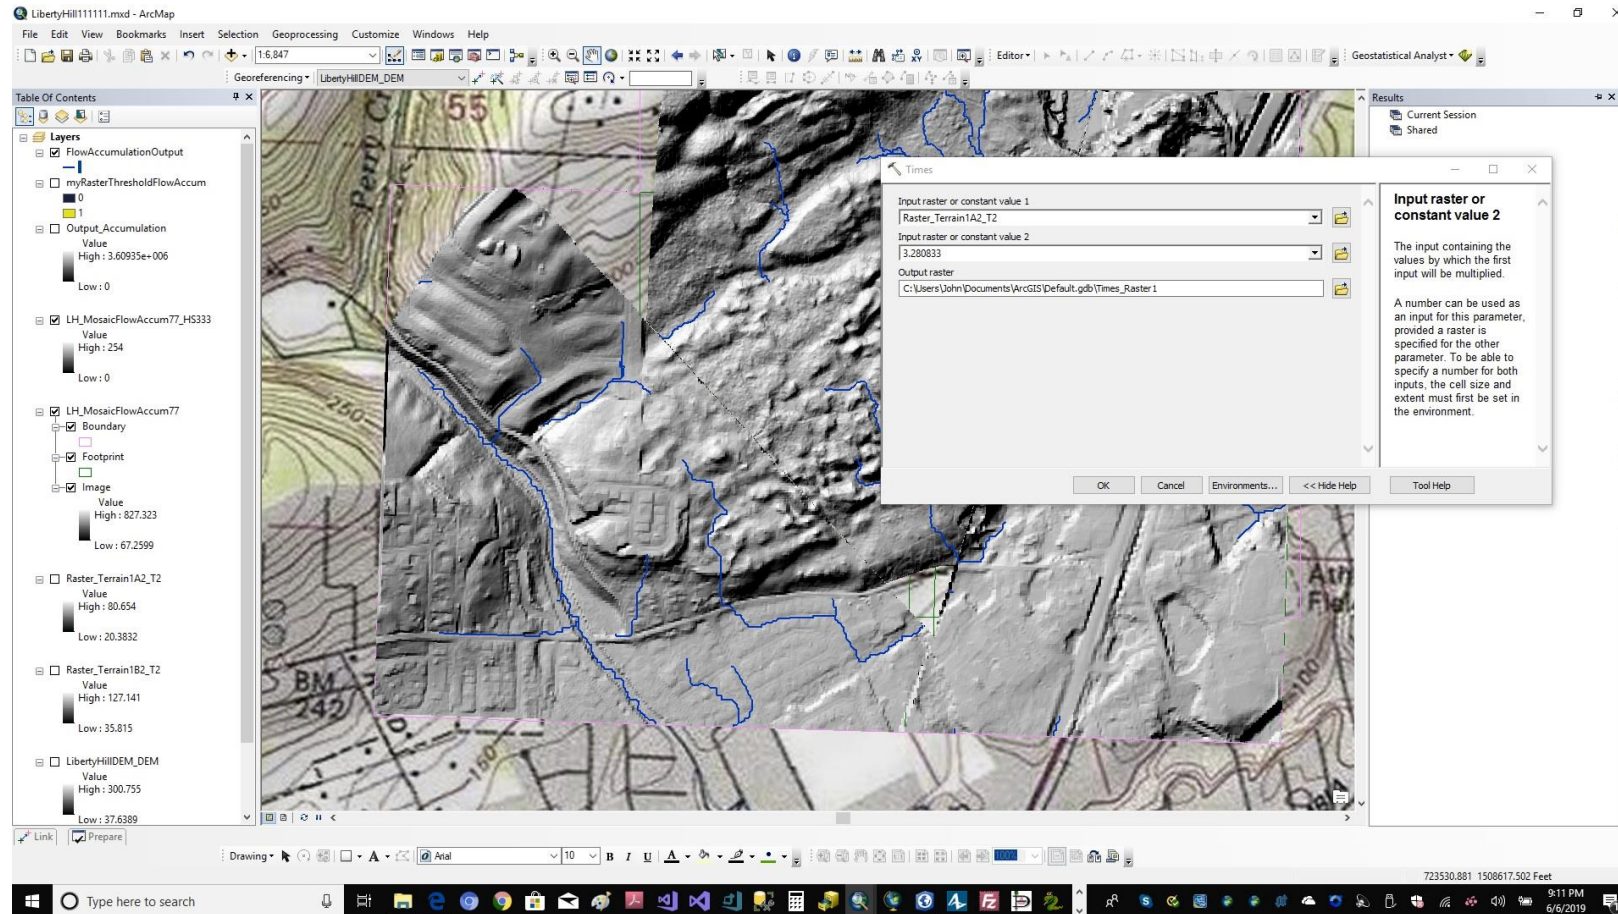 LibertyHill111111.mxd - ArcMap
File Edit View Bookmarks Insert Selection Geoprocessing Customize Windows Help
1:6,847
Editor
Geostatistical Analyst
Georeferencing
LibertyHillDEM_DEM
Table Of Contents
Layers
FlowAccumulationOutput
myRasterThresholdFlowAccum
0
1
Output_Accumulation
Value
High : 3.60935e+006
Low : 0
LH_MosaicFlowAccum77_HS333
Value
High : 254
Low : 0
LH_MosaicFlowAccum77
Boundary
Footprint
Image
Value
High : 827.323
Low : 67.2599
Raster_Terrain1A2_T2
Value
High : 80.654
Low : 20.3832
Raster_Terrain1B2_T2
Value
High : 127.141
Low : 35.815
LibertyHillDEM_DEM
Value
High : 300.755
Low : 37.6389
Link
Prepare
55
Perry
250
BM
242
150
100
Results
Current Session
Shared
Times
Input raster or constant value 1
Raster_Terrain1A2_T2
Input raster or constant value 2
3.280833
Output raster
C:\Users\John\Documents\ArcGIS\Default.gdb\Times_Raster1
OK
Cancel
Environments...
<< Hide Help
Tool Help
Input raster or
constant value 2
The input containing the
values by which the first
input will be multiplied.
A number can be used as
an input for this parameter,
provided a raster is
specified for the other
parameter. To be able to
specify a number for both
inputs, the cell size and
extent must first be set in
the environment.
Drawing
A
Arial
10
B I U A
100%
723530.881 1508617.502 Feet
Type here to search
9:11 PM
6/6/2019